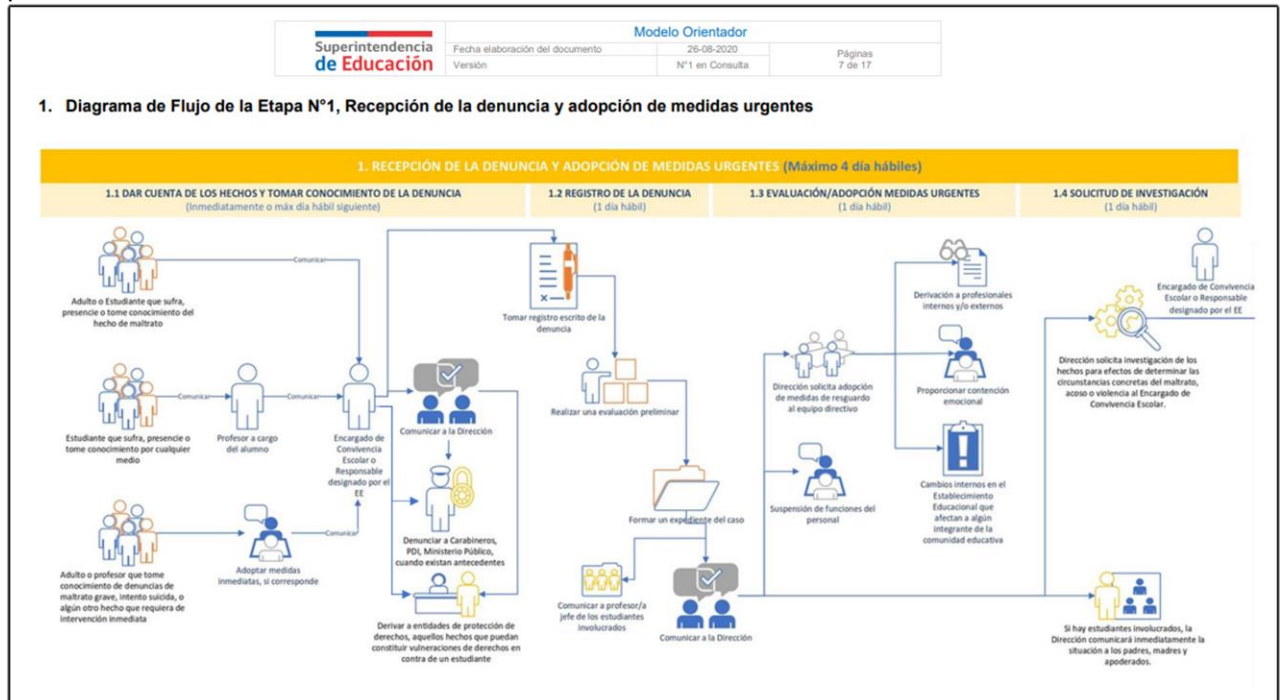 Superintendencia
de Educación
Modelo Orientador
Fecha elaboración del documento
26-08-2020
Páginas
Versión
N°1 en Consulta
7 de 17
1. Diagrama de Flujo de la Etapa N°1, Recepción de la denuncia y adopción de medidas urgentes
1. RECEPCIÓN DE LA DENUNCIA Y ADOPCIÓN DE MEDIDAS URGENTES (Máximo 4 día hábiles)
1.1 DAR CUENTA DE LOS HECHOS Y TOMAR CONOCIMIENTO DE LA DENUNCIA
(Inmediatamente o máx día hábil siguiente)
1.2 REGISTRO DE LA DENUNCIA
(1 día hábil)
1.3 EVALUACIÓN/ADOPCIÓN MEDIDAS URGENTES
(1 día hábil)
1.4 SOLICITUD DE INVESTIGACIÓN
(1 día hábil)
Comunicar
Adulto o Estudiante que sufra,
presencie o tome conocimiento del
hecho de maltrato
Comunicar
Comunicar
Estudiante que sufra, presencie o
tome conocimiento por cualquier
medio
Profesor a cargo
del alumno
Encargado de
Convivencia
Escolar o
Responsable
designado por el
EE
Comunicar
Adulto o profesor que tome
conocimiento de denuncias de
maltrato grave, intento suicida, o
algún otro hecho que requiera de
intervención inmediata
Adoptar medidas
inmediatas, si corresponde
Comunicar a la Dirección
Denunciar a Carabineros,
PDI, Ministerio Público,
cuando existan antecedentes
Derivar a entidades de protección de
derechos, aquellos hechos que puedan
constituir vulneraciones de derechos en
contra de un estudiante
Tomar registro escrito de la
denuncia
Realizar una evaluación preliminar
Formar un expediente del caso
Comunicar a profesor/a
jefe de los estudiantes
involucrados
Comunicar a la Dirección
Dirección solicita adopción
de medidas de resguardo
al equipo directivo
Suspensión de funciones del
personal
Derivación a profesionales
internos y/o externos
Proporcionar contención
emocional
Cambios internos en el
Establecimiento
Educacional que
afectan a algún
integrante de la
comunidad educativa
Encargado de Convivencia
Escolar o Responsable
designado por el EE
Dirección solicita investigación de los
hechos para efectos de determinar las
circunstancias concretas del maltrato,
acoso o violencia al Encargado de
Convivencia Escolar.
Si hay estudiantes involucrados, la
Dirección comunicará inmediatamente la
situación a los padres, madres y
apoderados.